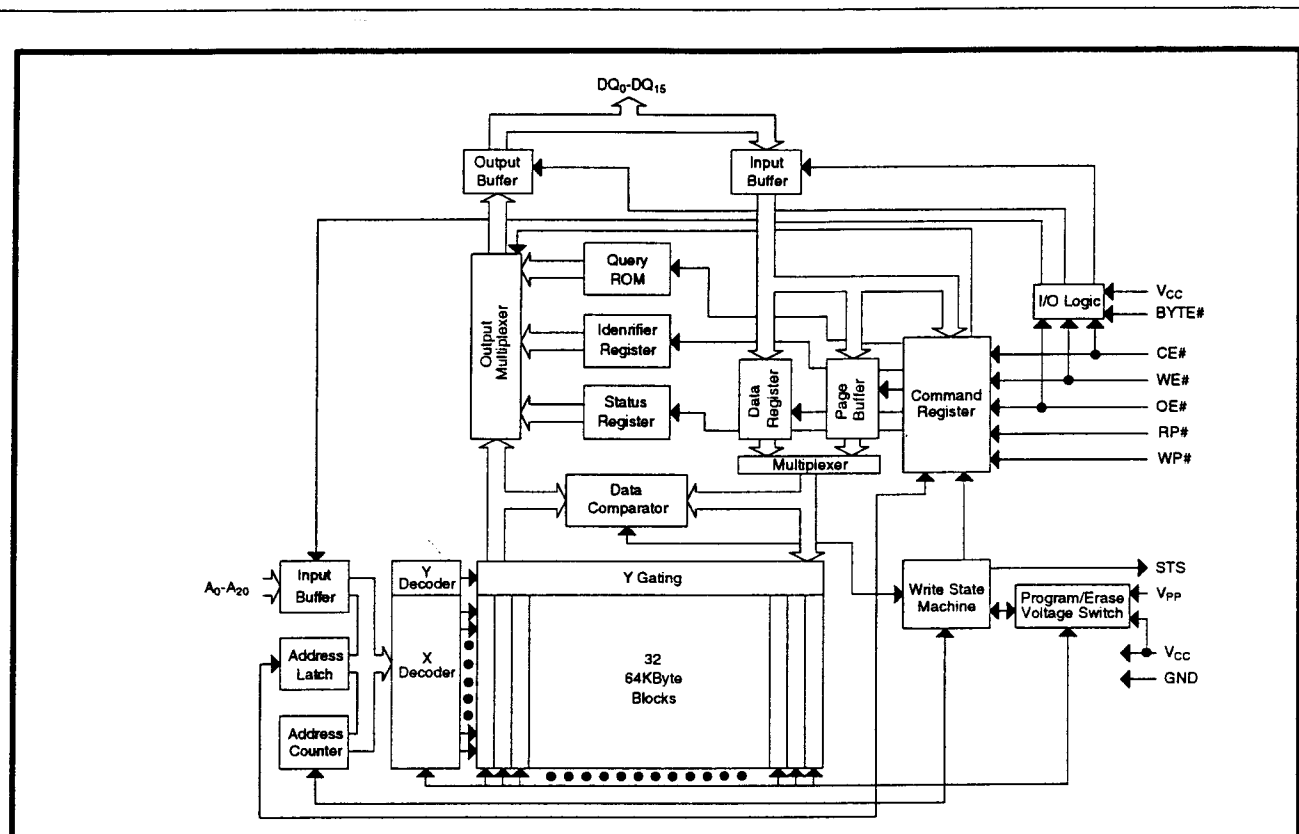 DQ0-DQ15
Output
Buffer
Input
Buffer
Output
Multiplexer
Query
ROM
Idenrifier
Register
Status
Register
Data
Register
Page
Buffer
Multiplexer
Command
Register
I/O Logic
VCC
BYTE#
CE#
WE#
OE#
RP#
WP#
Data
Comparator
A0-A20
Input
Buffer
Address
Latch
Address
Counter
Y
Decoder
X
Decoder
Y Gating
32
64KByte
Blocks
Write State
Machine
Program/Erase
Voltage Switch
STS
VPP
VCC
GND